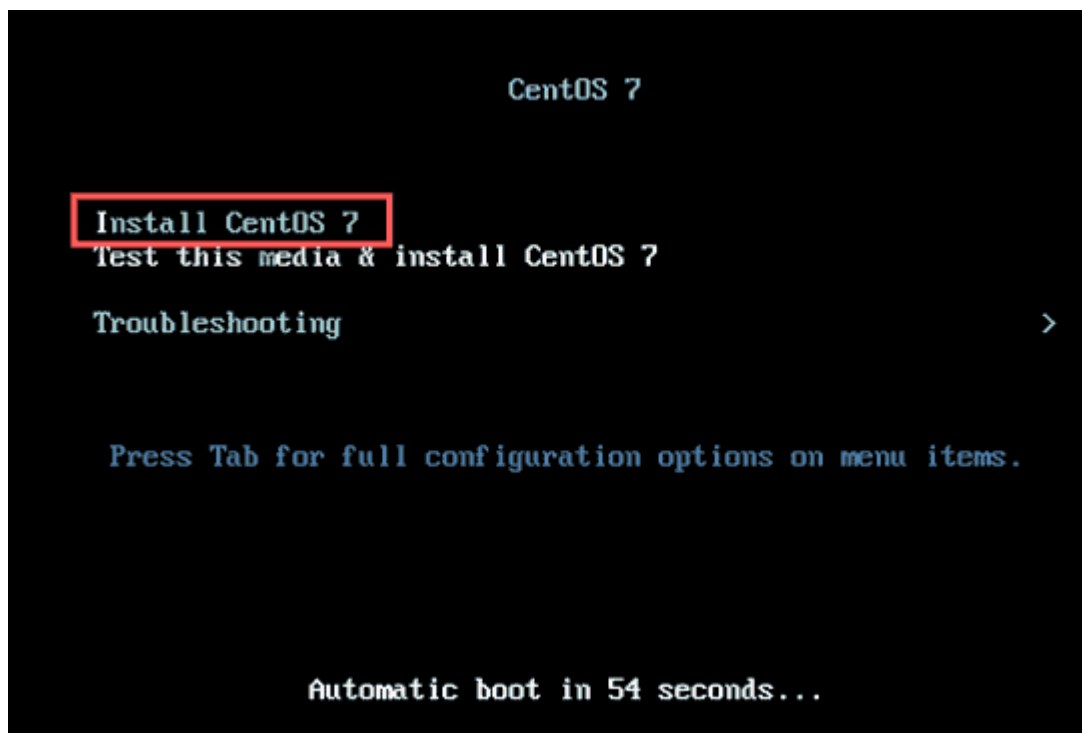 CentOS 7
Install CentOS 7
Test this media & install CentOS 7
Troubleshooting >
Press Tab for full configuration options on menu items.
Automatic boot in 54 seconds...